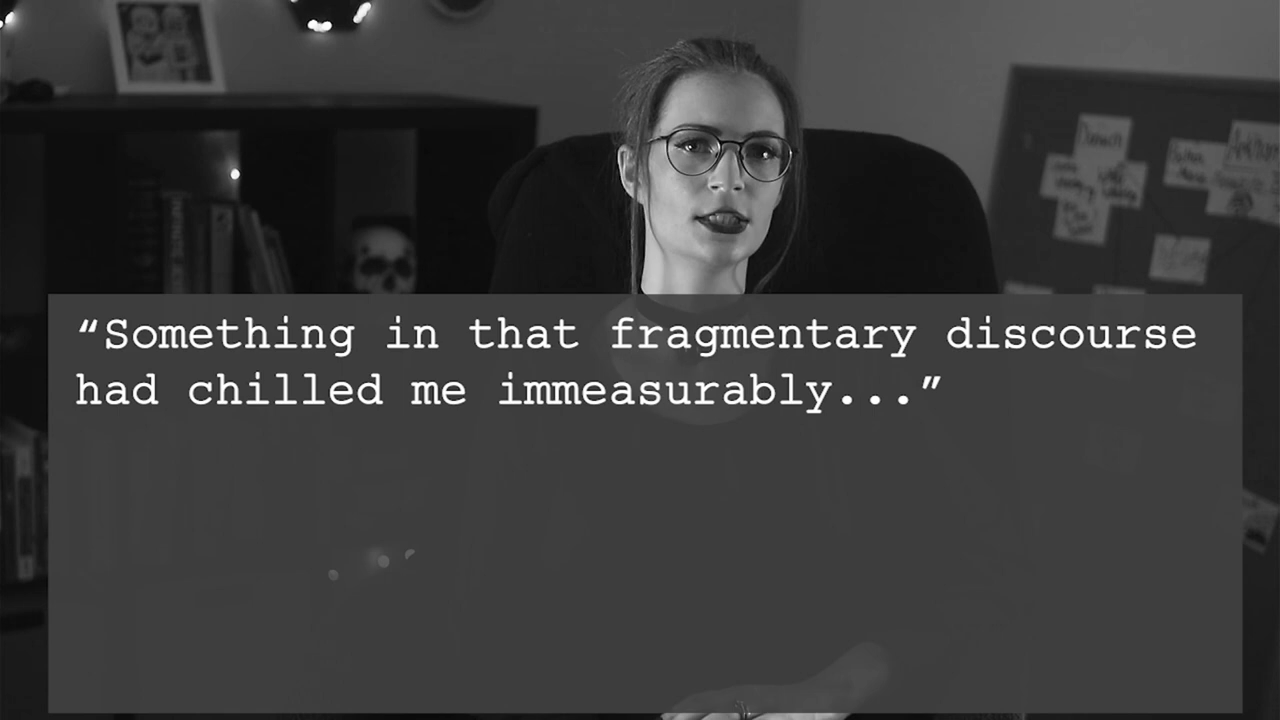 “Something in that fragmentary discourse
had chilled me immeasurably...”